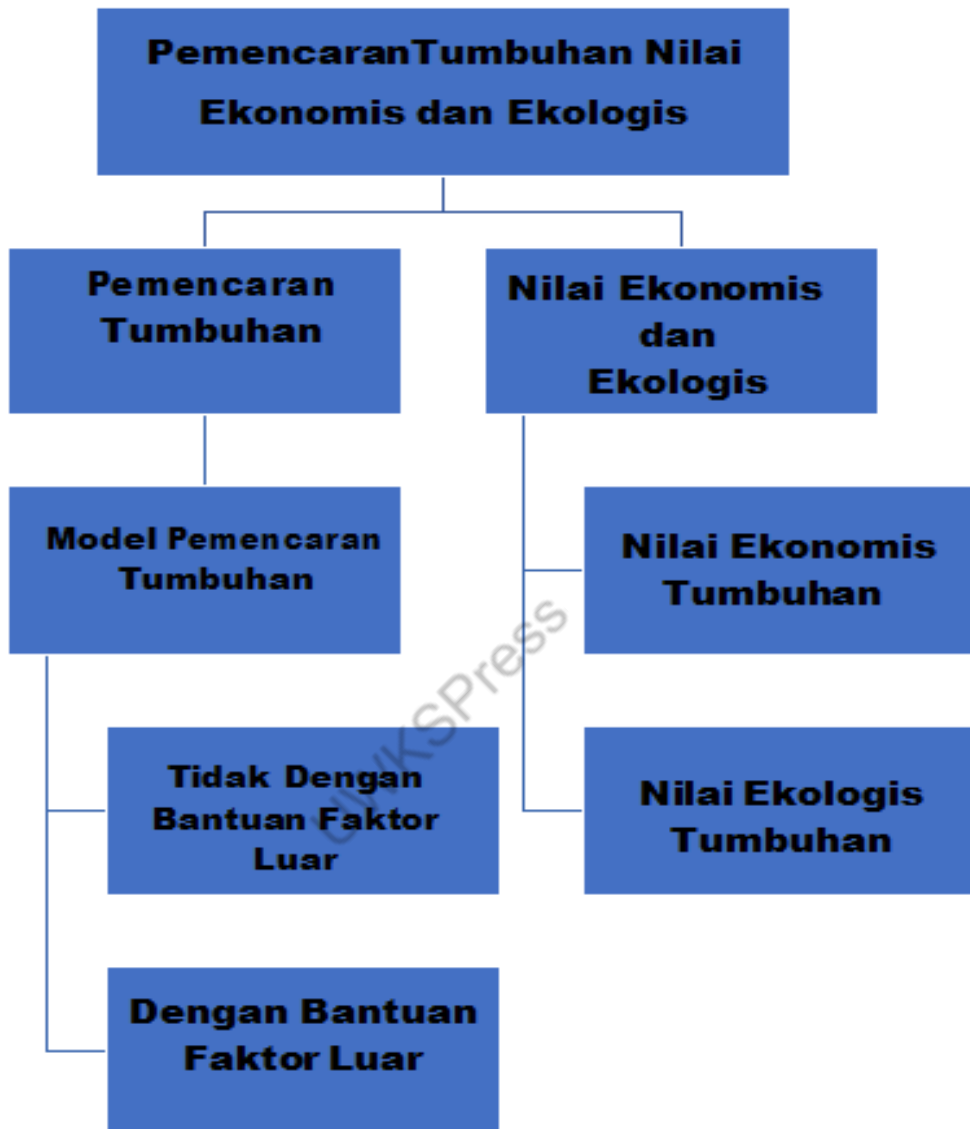 PemencaranTumbuhan Nilai
Ekonomis dan Ekologis
Pemencaran
Tumbuhan
Nilai Ekonomis
dan
Ekologis
Model Pemencaran
Tumbuhan
Nilai Ekonomis
Tumbuhan
Tidak Dengan
Bantuan Faktor
Luar
Nilai Ekologis
Tumbuhan
Dengan Bantuan
Faktor Luar
UWKSPress